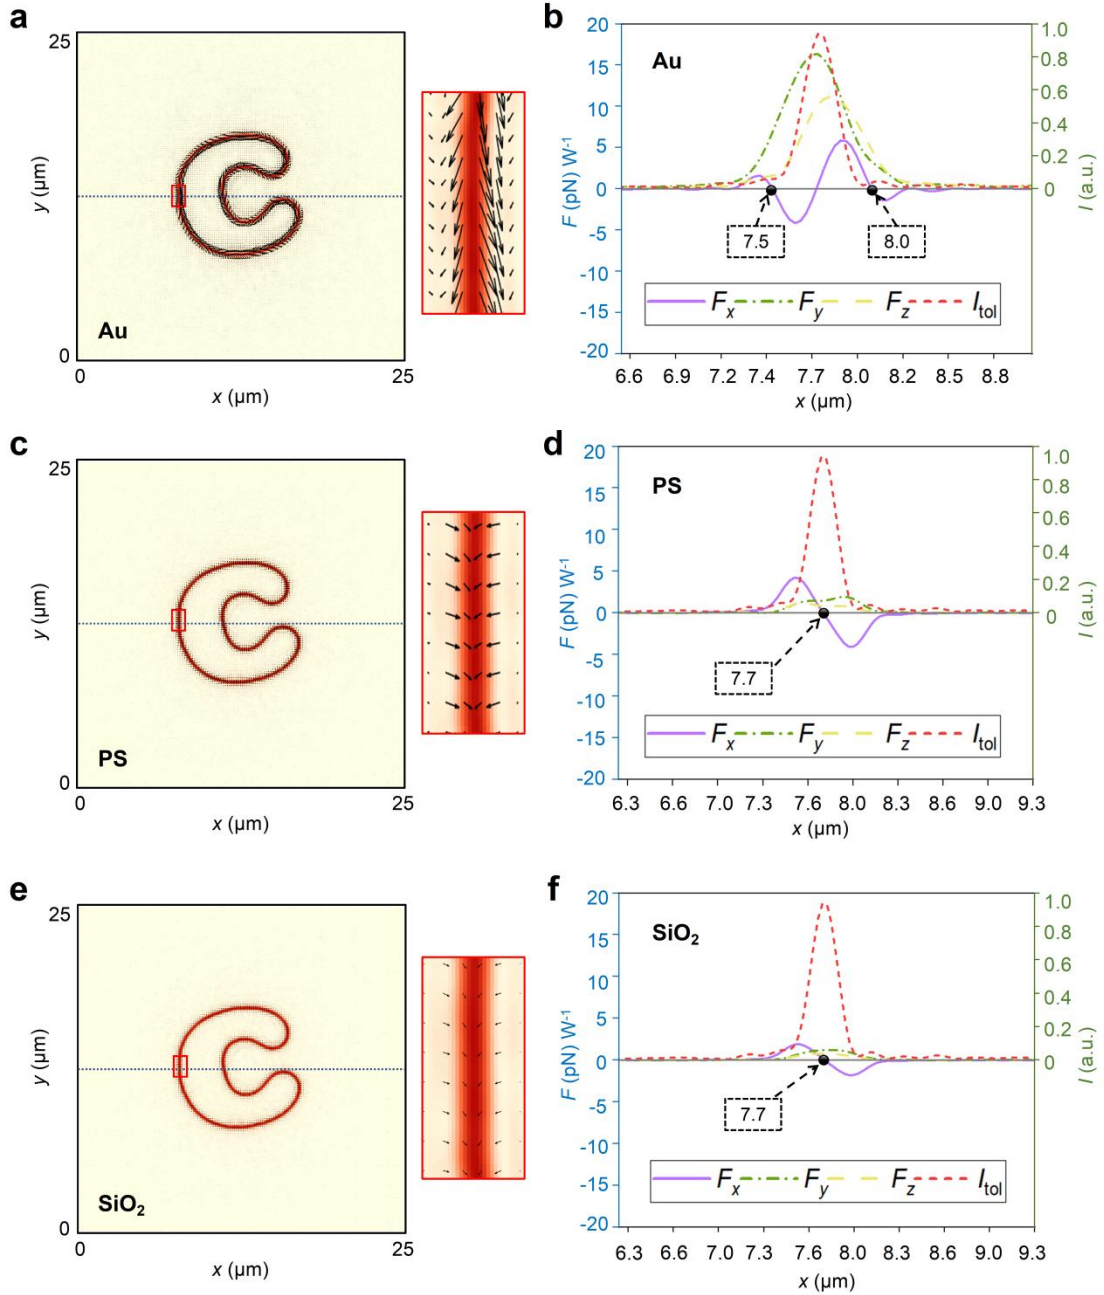 a
25
y (µm)
Au
0
0
25
x (µm)
b
20
15
10
5
0
-5
-10
-15
-20
F (pN) W⁻¹
Au
7.5
8.0
Fx Fy Fz Itol
1.0
0.8
0.6
0.4
0.2
0
I (a.u.)
6.6 6.9 7.2 7.4 7.7 8.0 8.2 8.5 8.8
x (µm)
c
25
y (µm)
PS
0
0
25
x (µm)
d
20
15
10
5
0
-5
-10
-15
-20
F (pN) W⁻¹
PS
7.7
Fx Fy Fz Itol
1.0
0.8
0.6
0.4
0.2
0
I (a.u.)
6.3 6.6 7.0 7.3 7.6 8.0 8.3 8.6 9.0 9.3
x (µm)
e
25
y (µm)
SiO₂
0
0
25
x (µm)
f
20
15
10
5
0
-5
-10
-15
-20
F (pN) W⁻¹
SiO₂
7.7
Fx Fy Fz Itol
1.0
0.8
0.6
0.4
0.2
0
I (a.u.)
6.3 6.6 7.0 7.3 7.6 8.0 8.3 8.6 9.0 9.3
x (µm)